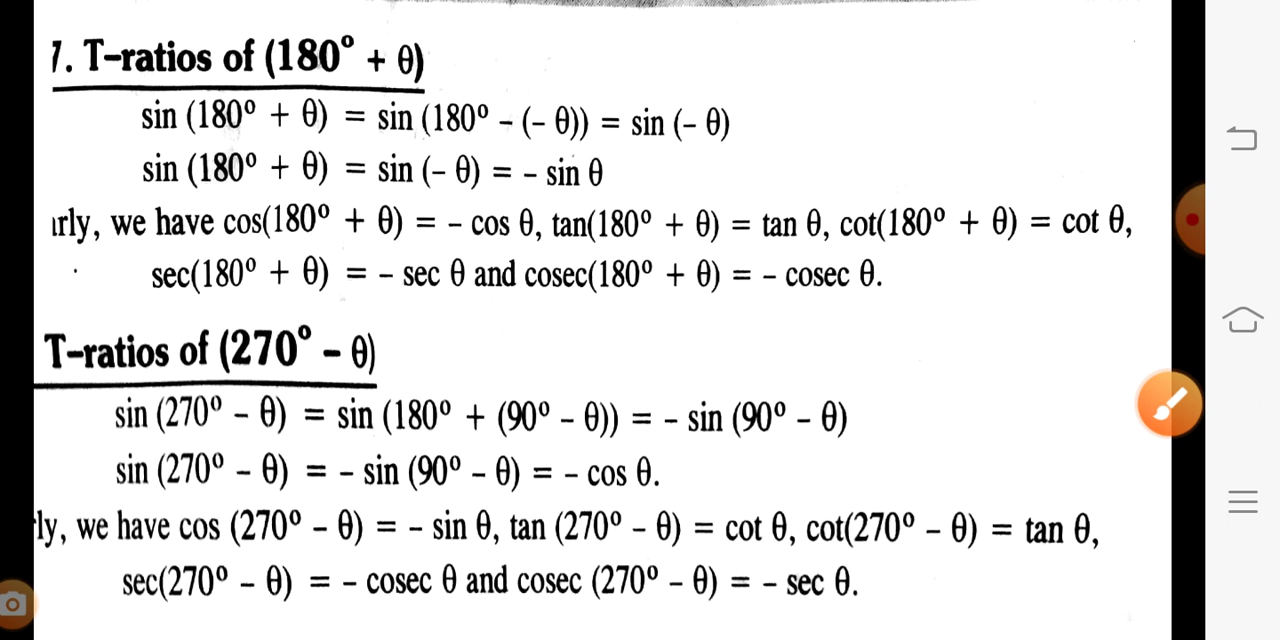 7. T-ratios of (180° + θ)
sin (180° + θ) = sin (180° – (– θ)) = sin (– θ)
sin (180° + θ) = sin (– θ) = – sin θ
rly, we have cos(180° + θ) = – cos θ, tan(180° + θ) = tan θ, cot(180° + θ) = cot θ,
sec(180° + θ) = – sec θ and cosec(180° + θ) = – cosec θ.
T-ratios of (270° – θ)
sin (270° – θ) = sin (180° + (90° – θ)) = – sin (90° – θ)
sin (270° – θ) = – sin (90° – θ) = – cos θ.
ly, we have cos (270° – θ) = – sin θ, tan (270° – θ) = cot θ, cot(270° – θ) = tan θ,
sec(270° – θ) = – cosec θ and cosec (270° – θ) = – sec θ.